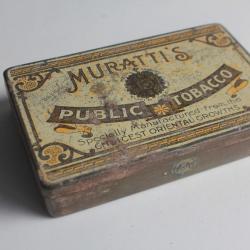 MURATTI'S
PUBLIC TOBACCO
Specially Manufactured from the
CHOICEST ORIENTAL GROWTHS.